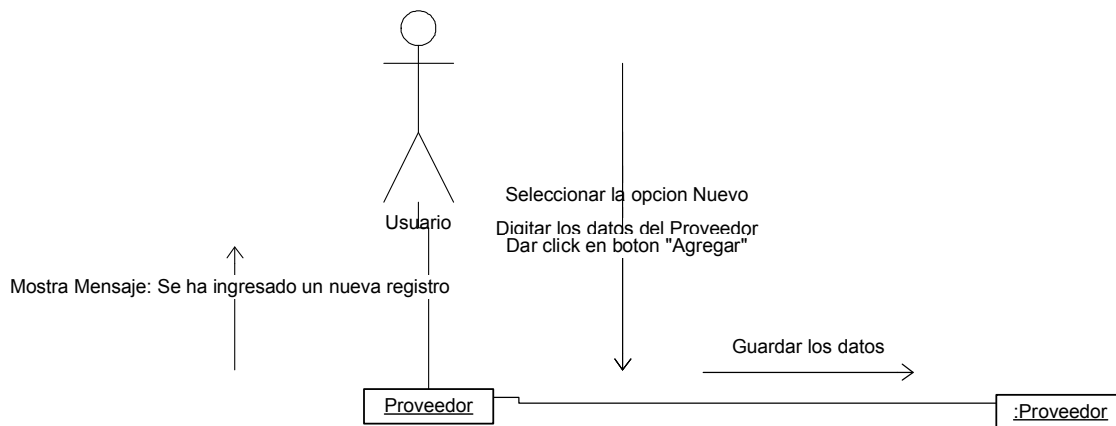 Seleccionar la opcion Nuevo
Usuario
Digitar los datos del Proveedor
Dar click en boton "Agregar"
Mostra Mensaje: Se ha ingresado un nueva registro
Guardar los datos
Proveedor
:Proveedor